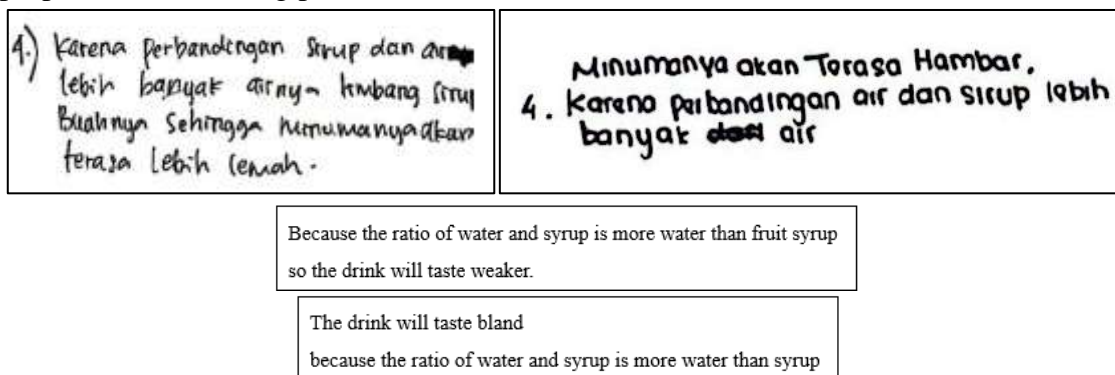 4.) Karena perbandingan sirup dan air
lebih banyak airnya limbang sirup
Buahnya Sehingga minumanya akan
terasa lebih lemah.
Minumanya akan Terasa Hambar.
4. Karena perbandingan air dan sirup lebih
banyak air
Because the ratio of water and syrup is more water than fruit syrup
so the drink will taste weaker.
The drink will taste bland
because the ratio of water and syrup is more water than syrup